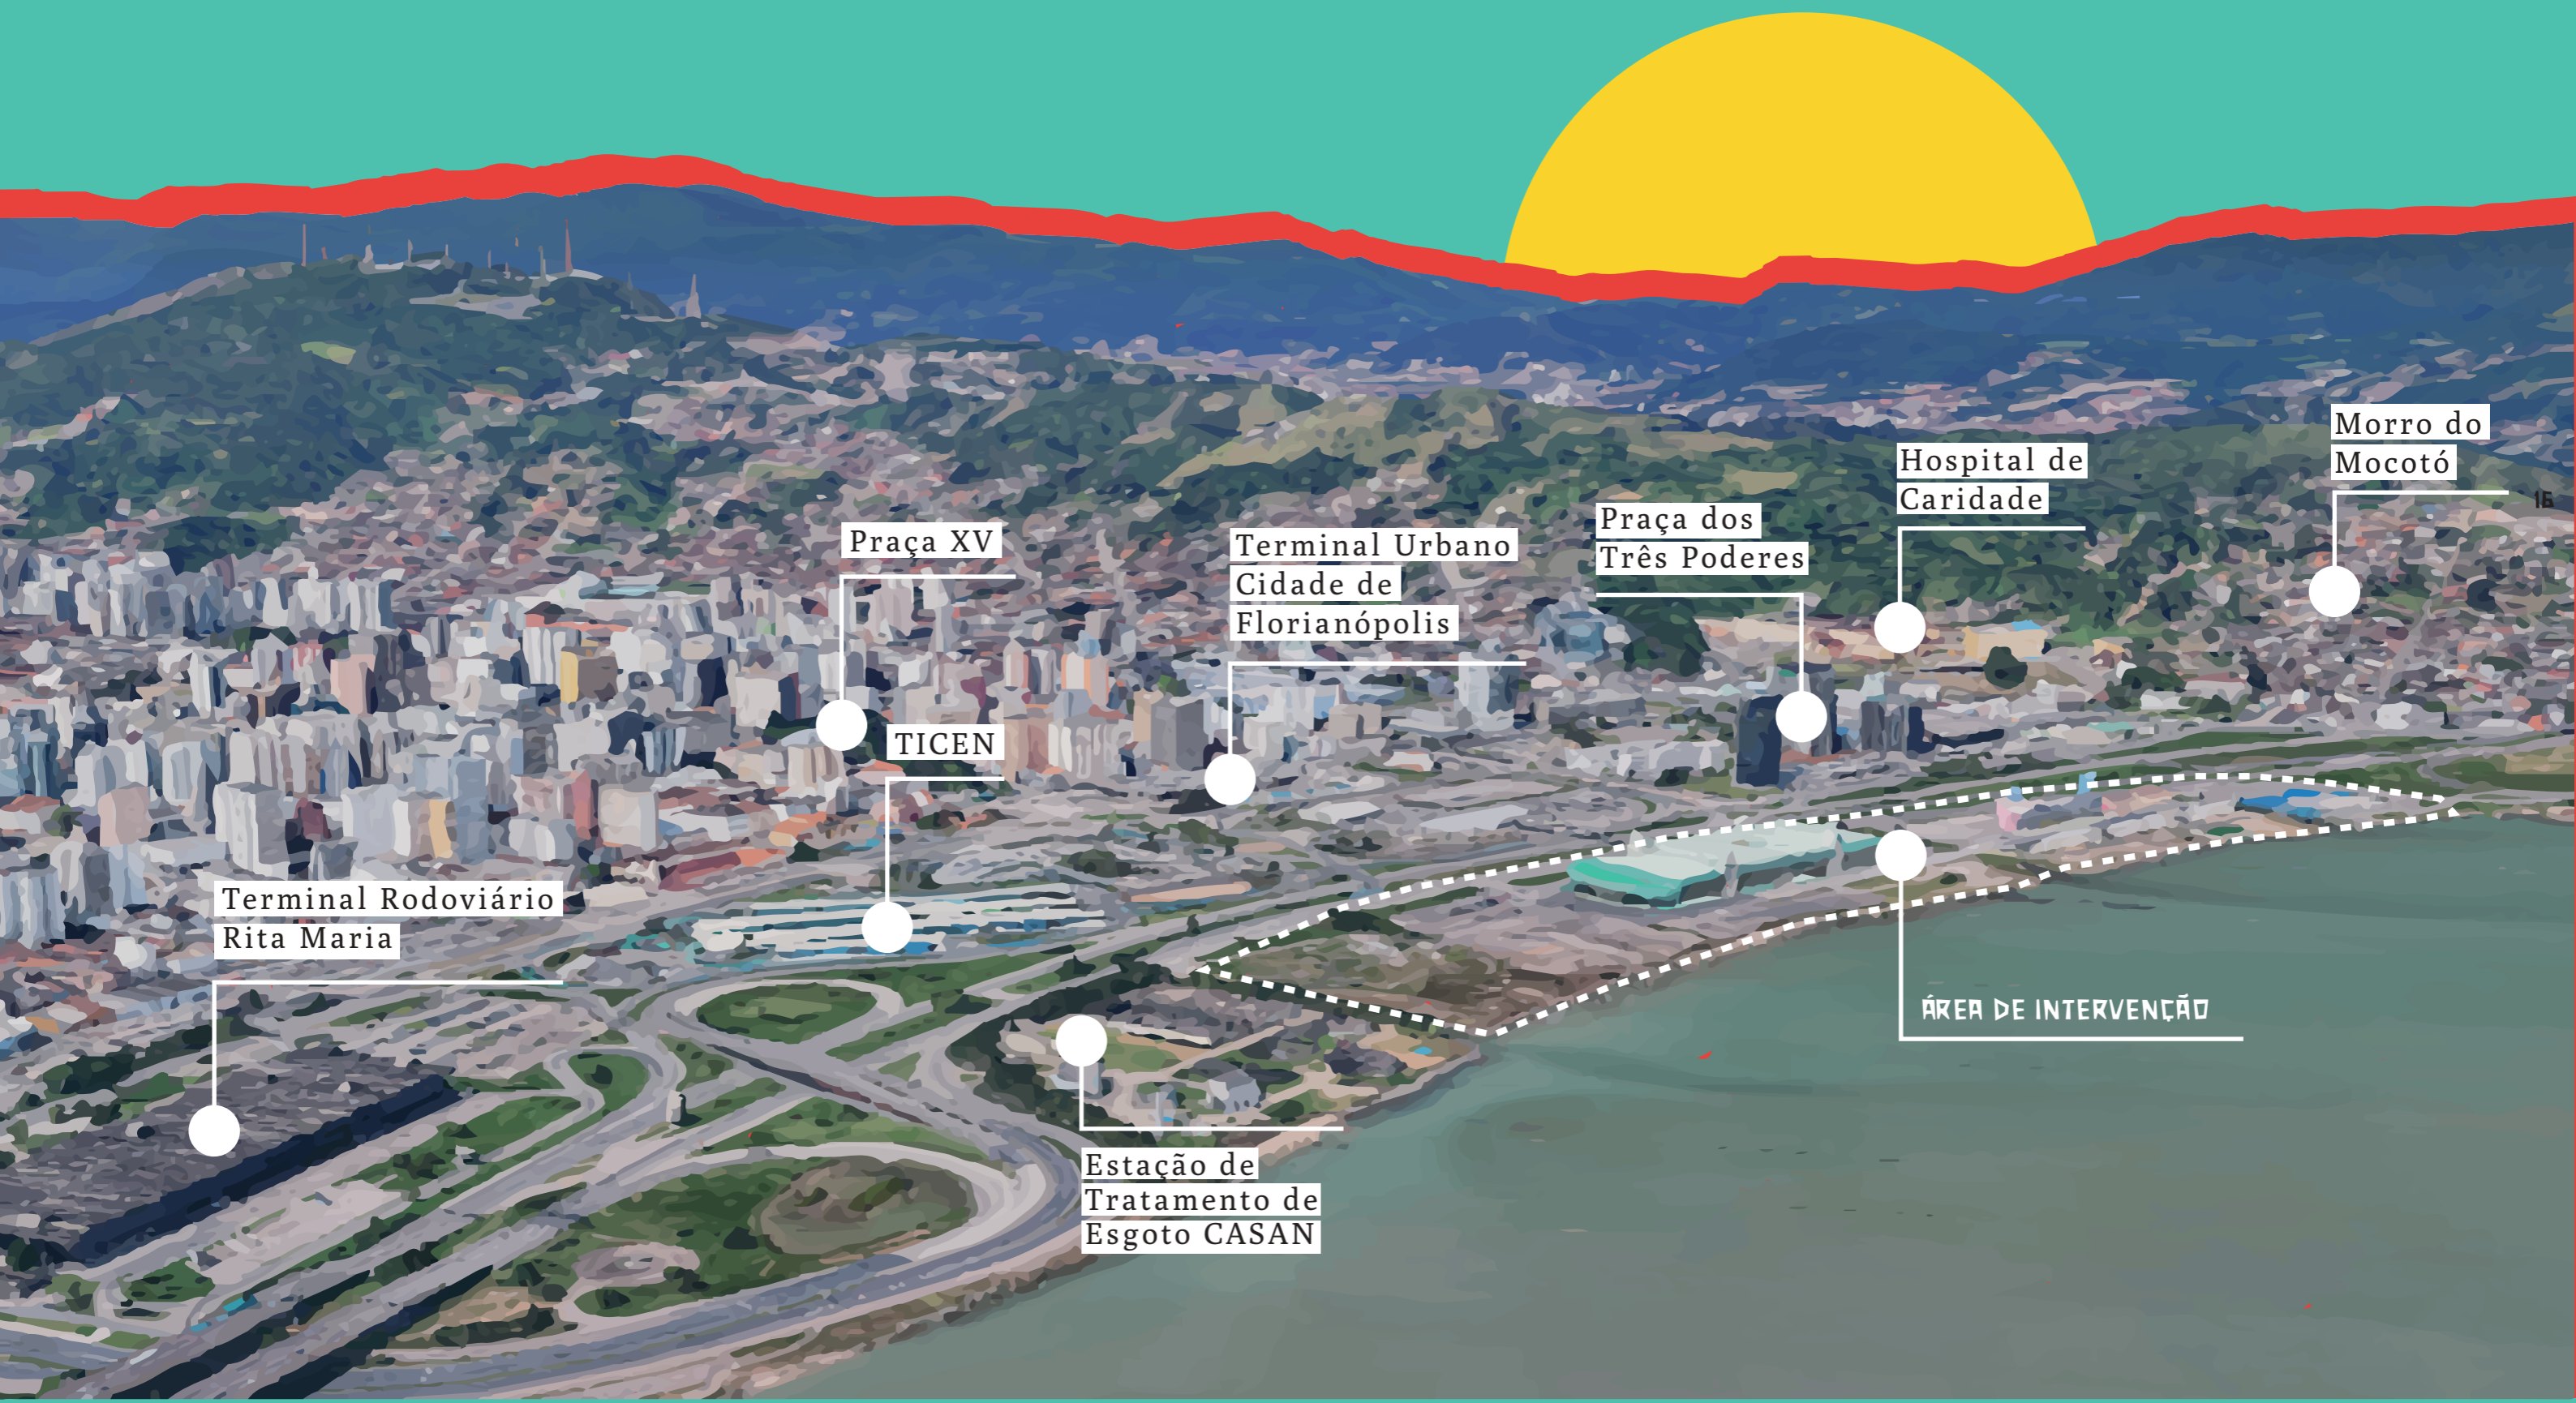 Morro do
Mocotó
Hospital de
Caridade
16
Praça dos
Três Poderes
Praça XV
Terminal Urbano
Cidade de
Florianópolis
TICEN
Terminal Rodoviário
Rita Maria
ÁREA DE INTERVENÇÃO
Estação de
Tratamento de
Esgoto CASAN